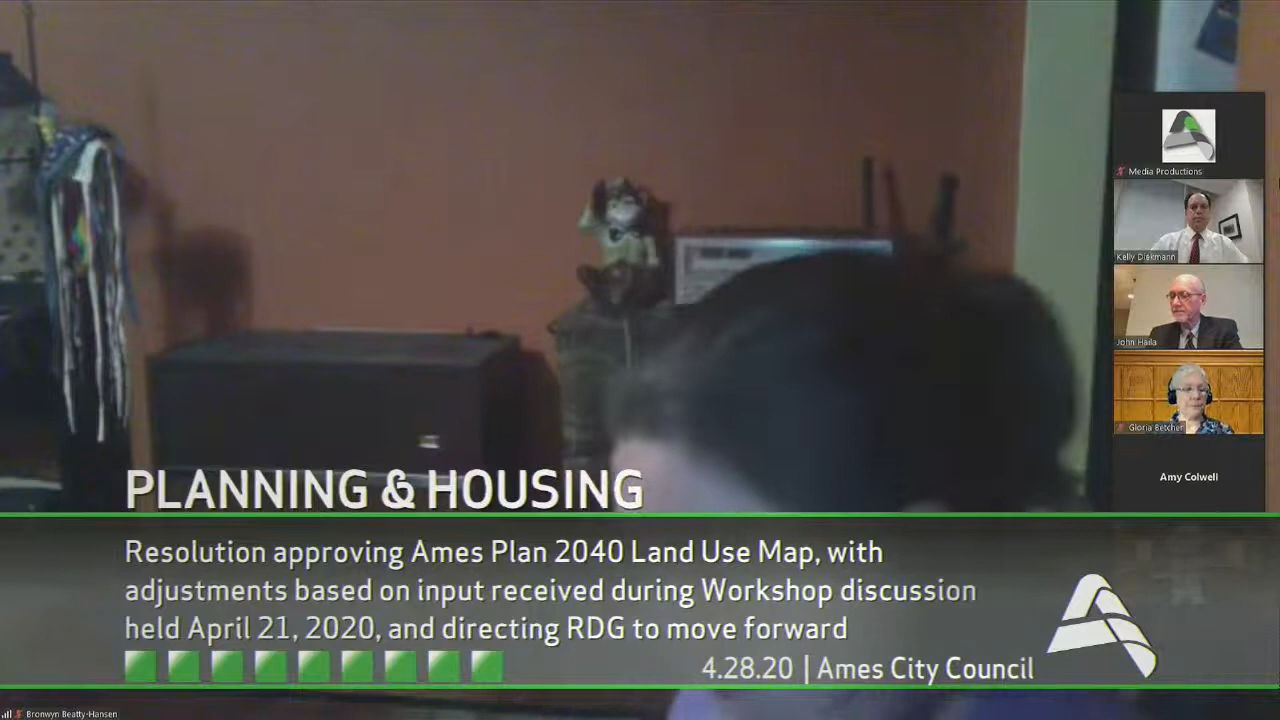 Media Productions
Kelly Diekmann
John Haila
Gloria Betcher
Amy Colwell
PLANNING & HOUSING
Resolution approving Ames Plan 2040 Land Use Map, with
adjustments based on input received during Workshop discussion
held April 21, 2020, and directing RDG to move forward
4.28.20 | Ames City Council
Bronwyn Beatty-Hansen